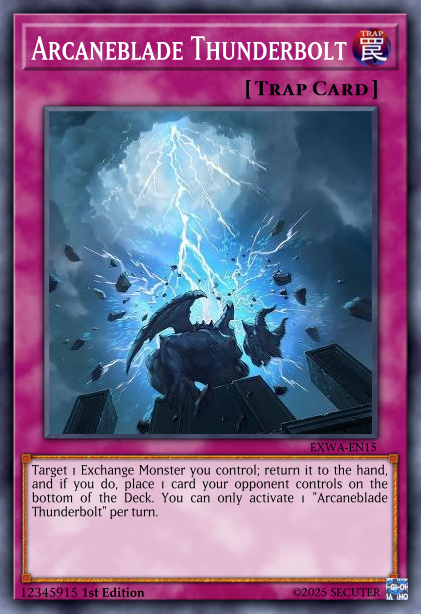 Arcaneblade Thunderbolt
TRAP
罠
[Trap Card]
EXWA-EN15
Target 1 Exchange Monster you control; return it to the hand,
and if you do, place 1 card your opponent controls on the
bottom of the Deck. You can only activate 1 "Arcaneblade
Thunderbolt" per turn.
12345915 1st Edition
©2025 SECUTER